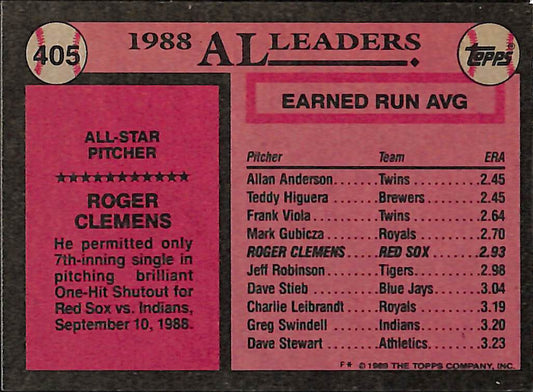 405
1988 AL LEADERS.
Topps®
ALL-STAR
PITCHER
★★★★★★★★★★★
ROGER
CLEMENS
He permitted only
7th-inning single in
pitching brilliant
One-Hit Shutout for
Red Sox vs. Indians,
September 10, 1988.
EARNED RUN AVG
Pitcher Team ERA
Allan Anderson......Twins..........2.45
Teddy Higuera......Brewers.......2.45
Frank Viola...........Twins..........2.64
Mark Gubicza.......Royals.........2.70
ROGER CLEMENS....RED SOX....2.93
Jeff Robinson.......Tigers..........2.98
Dave Stieb...........Blue Jays.....3.04
Charlie Leibrandt...Royals........3.19
Greg Swindell.......Indians........3.20
Dave Stewart........Athletics......3.23
F* © 1989 THE TOPPS COMPANY, INC.